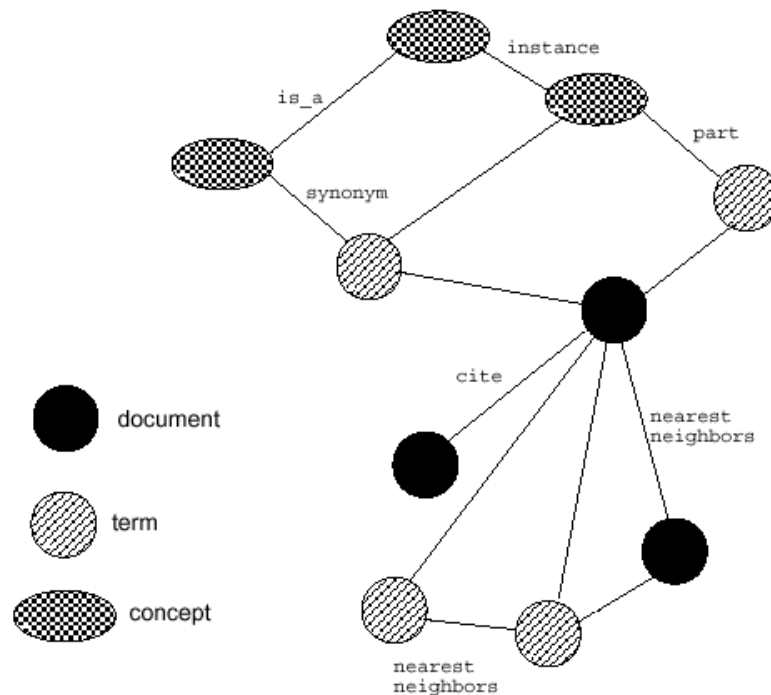 instance
is_a
part
synonym
cite
nearest
neighbors
document
term
concept
nearest
neighbors